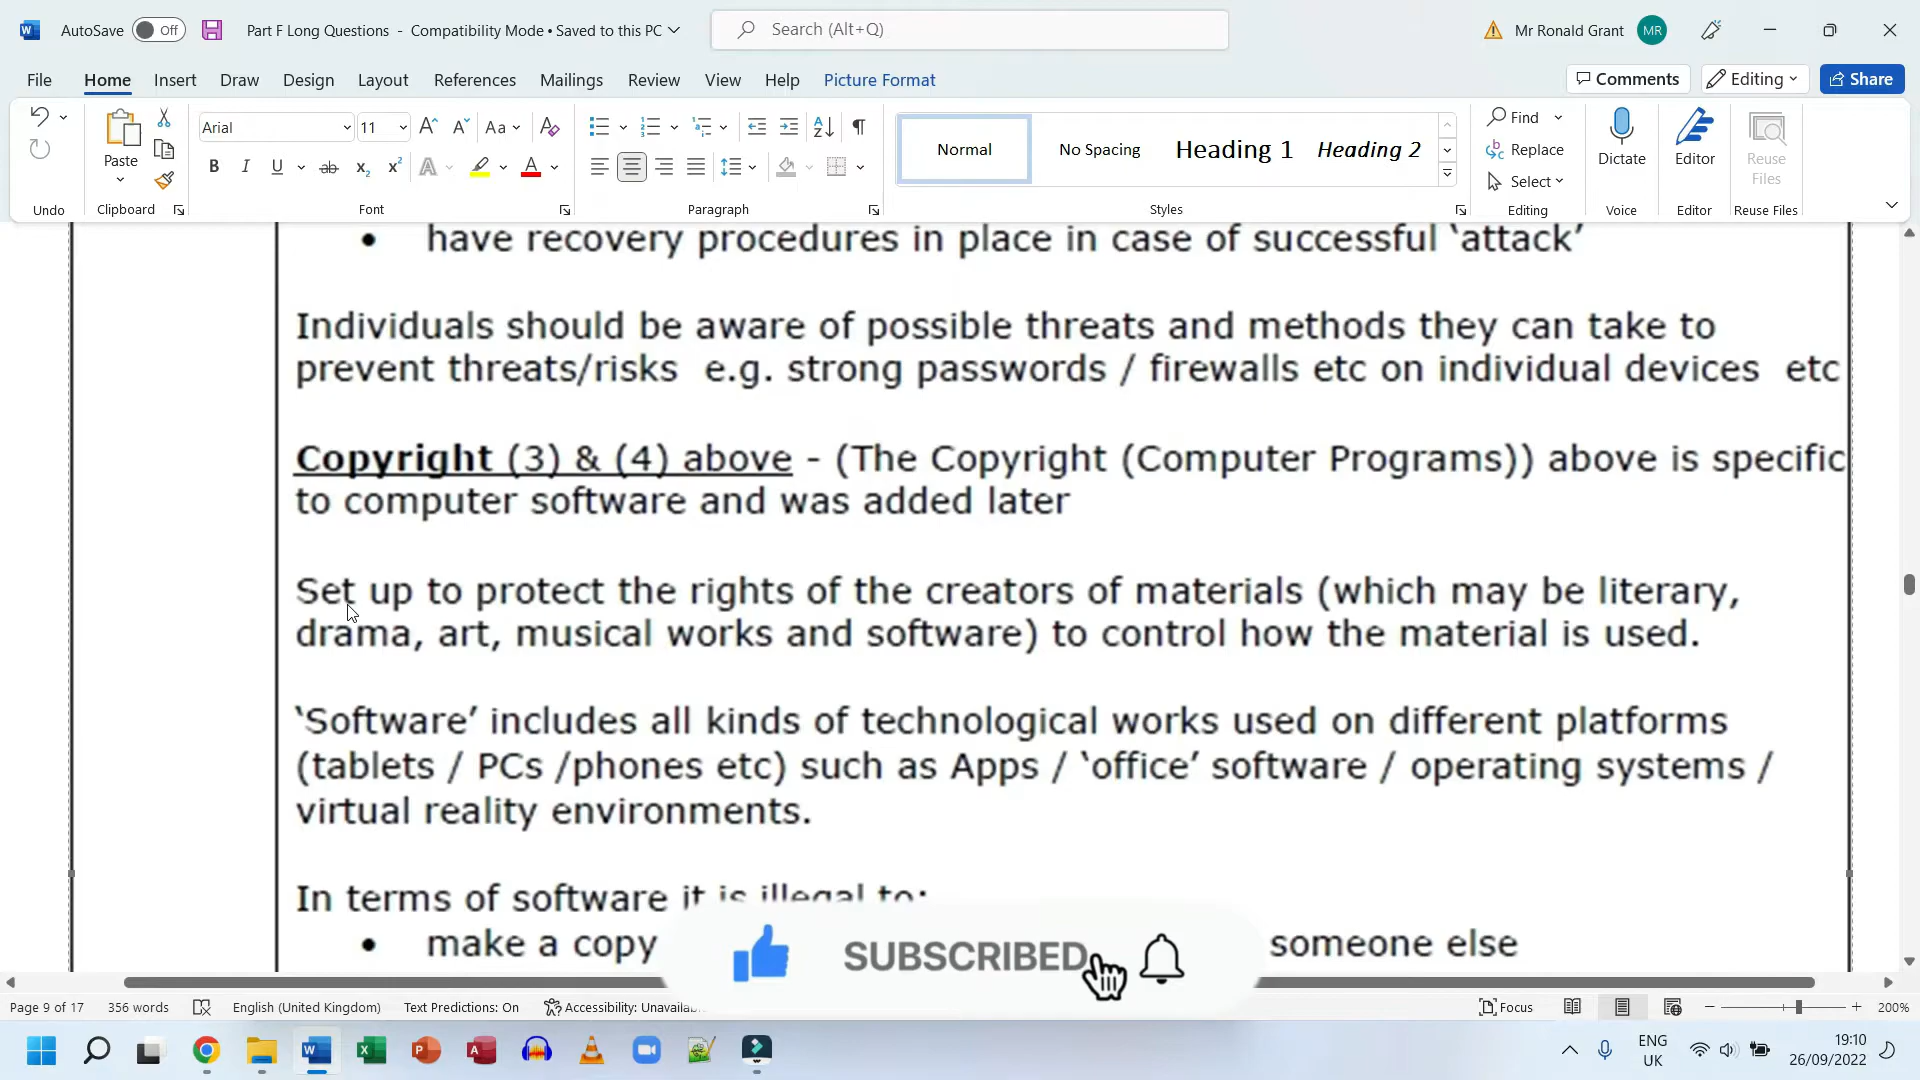 AutoSave Off Part F Long Questions - Compatibility Mode • Saved to this PC Search (Alt+Q) Mr Ronald Grant MR
File Home Insert Draw Design Layout References Mailings Review View Help Picture Format Comments Editing Share
Arial 11 Aa
Paste
B I U ab x₂ x² A A
Normal No Spacing Heading 1 Heading 2
Find
Replace
Select
Dictate
Editor
Reuse
Files
Undo Clipboard Font Paragraph Styles Editing Voice Editor Reuse Files
• have recovery procedures in place in case of successful ‘attack’
Individuals should be aware of possible threats and methods they can take to
prevent threats/risks e.g. strong passwords / firewalls etc on individual devices etc
Copyright (3) & (4) above - (The Copyright (Computer Programs)) above is specific
to computer software and was added later
Set up to protect the rights of the creators of materials (which may be literary,
drama, art, musical works and software) to control how the material is used.
‘Software’ includes all kinds of technological works used on different platforms
(tablets / PCs /phones etc) such as Apps / ‘office’ software / operating systems /
virtual reality environments.
In terms of software it is illegal to:
• make a copy someone else
SUBSCRIBED
Page 9 of 17 356 words English (United Kingdom) Text Predictions: On Accessibility: Focus 200%
ENG
UK
19:10
26/09/2022